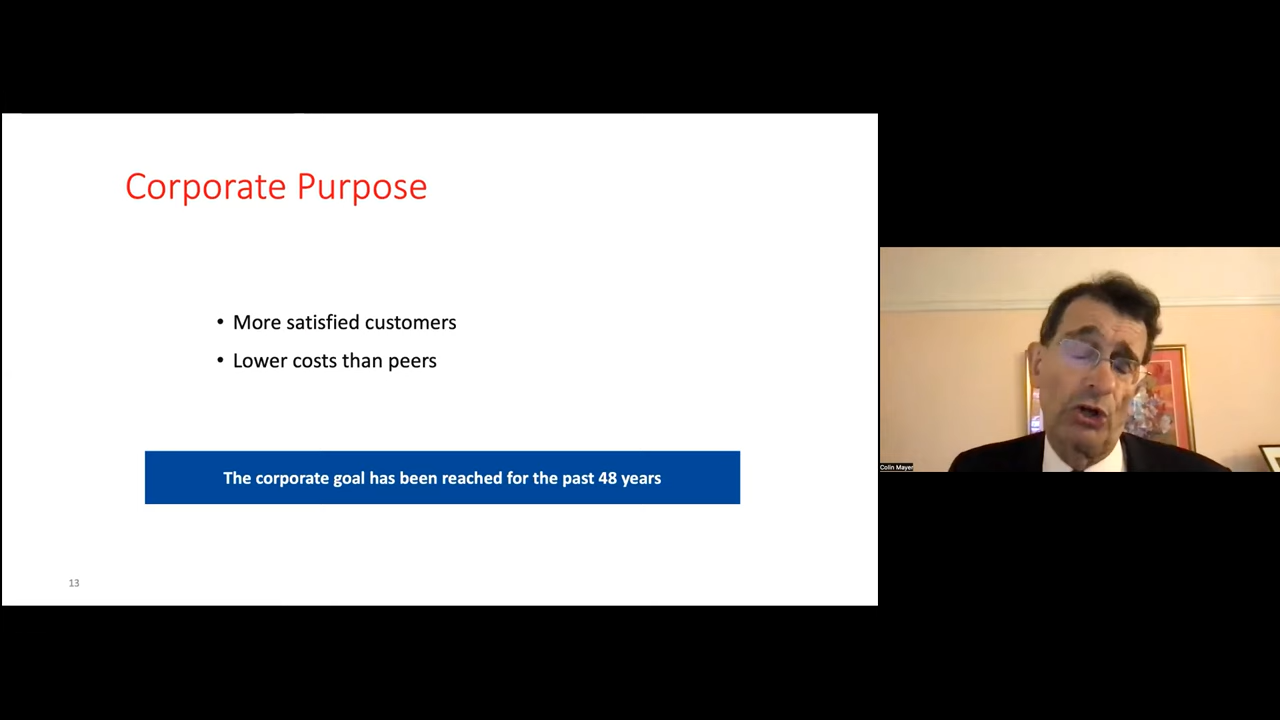 Corporate Purpose
• More satisfied customers
• Lower costs than peers
The corporate goal has been reached for the past 48 years
13
Colin Mayer